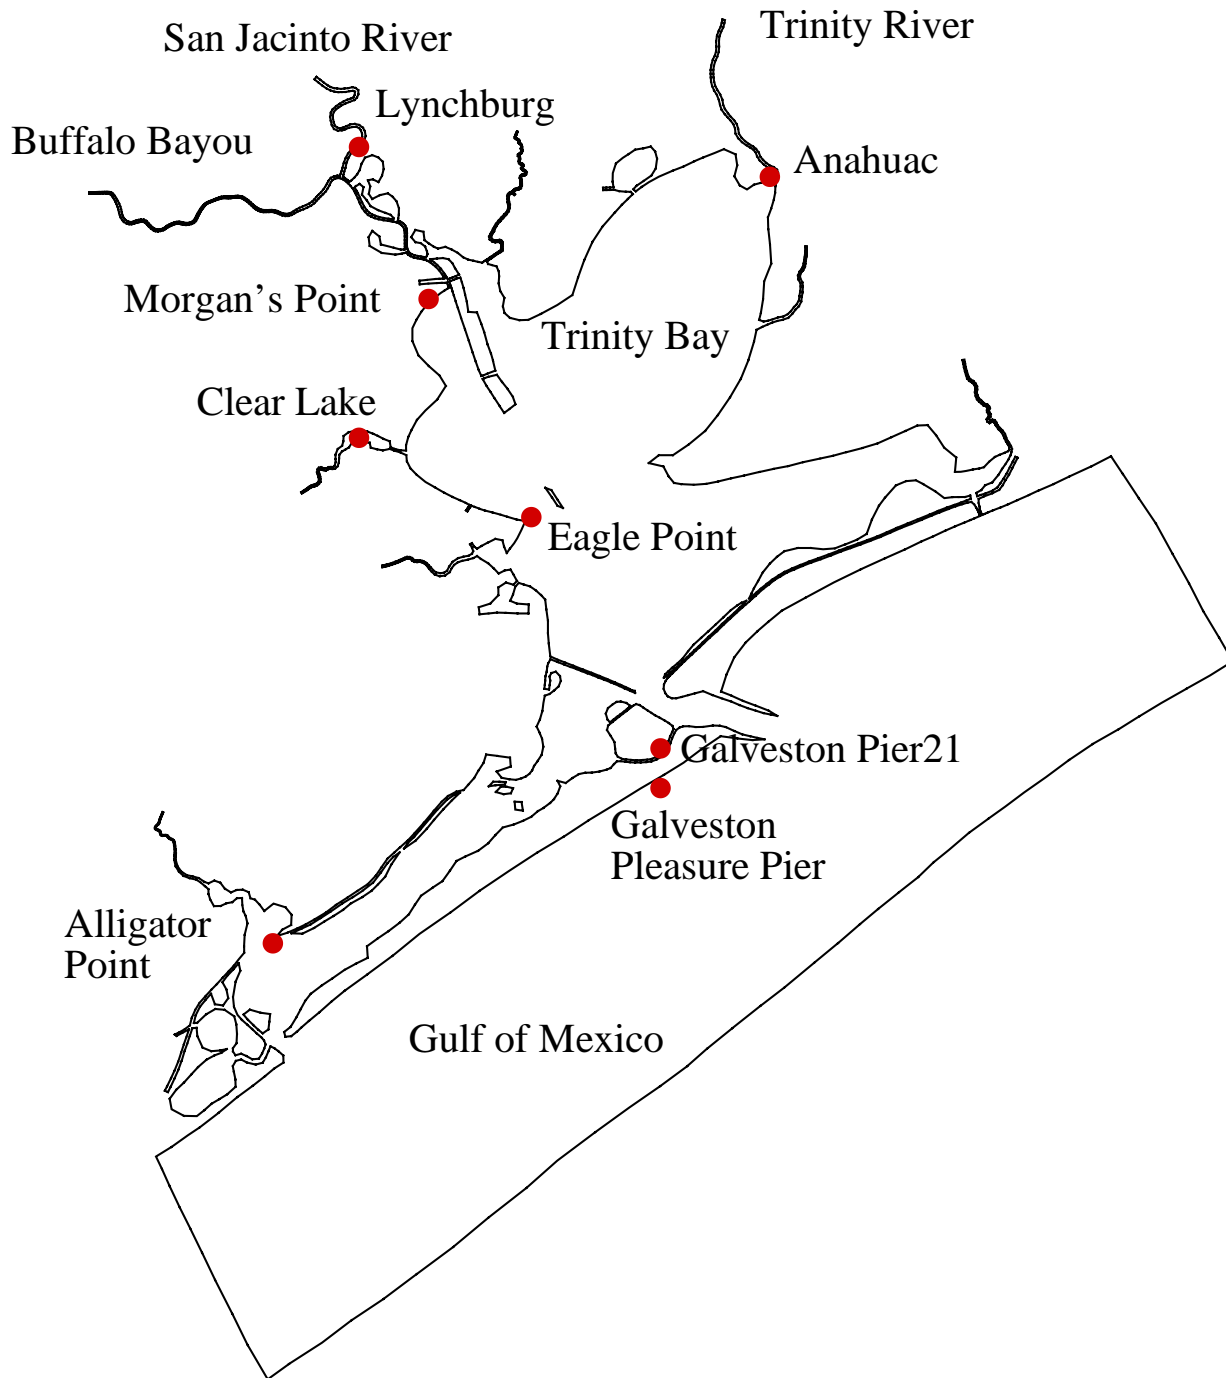 Trinity River
San Jacinto River
Lynchburg
Buffalo Bayou
Anahuac
Morgan’s Point
Trinity Bay
Clear Lake
Eagle Point
Galveston Pier21
Galveston
Pleasure Pier
Alligator
Point
Gulf of Mexico